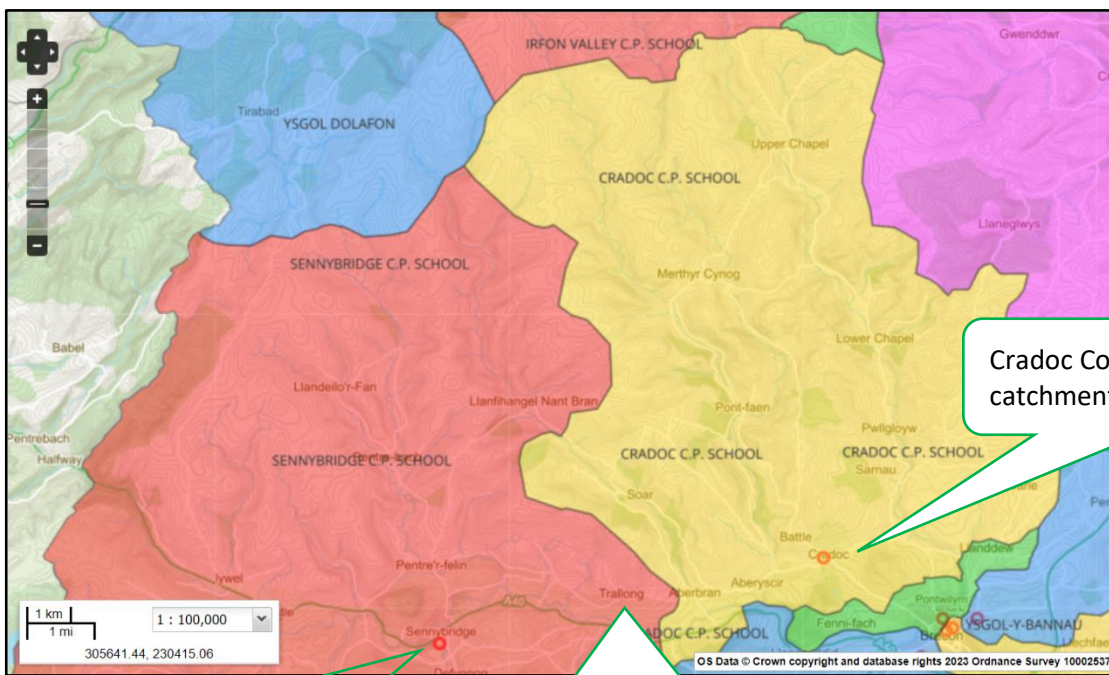 IRFON VALLEY C.P. SCHOOL
Gwenddwr
Tirabad
YSGOL DOLAFON
Upper Chapel
CRADOC C.P. SCHOOL
Llaneglwys
SENNYBRIDGE C.P. SCHOOL
Merthyr Cynog
Babel
Lower Chapel
Cradoc Co
catchment
Llandeilo'r-Fan
Llanfihangel Nant Bran
Pont-faen
Pwllgloyw
Pentrebach
Halfway
SENNYBRIDGE C.P. SCHOOL
CRADOC C.P. SCHOOL
CRADOC C.P. SCHOOL
Sarnau
Soar
Battle
Cradoc
Llanddew
Pentre'r-felin
Aberyscir
Trallong
Aberbran
A40
Fenni-fach
Brecon
YSGOL-Y-BANNAU
1 km
1 mi
1 : 100,000
305641.44, 230415.06
Sennybridge
ADOC C.P. SCHOOL
Defynnog
OS Data © Crown copyright and database rights 2023 Ordnance Survey 10002537